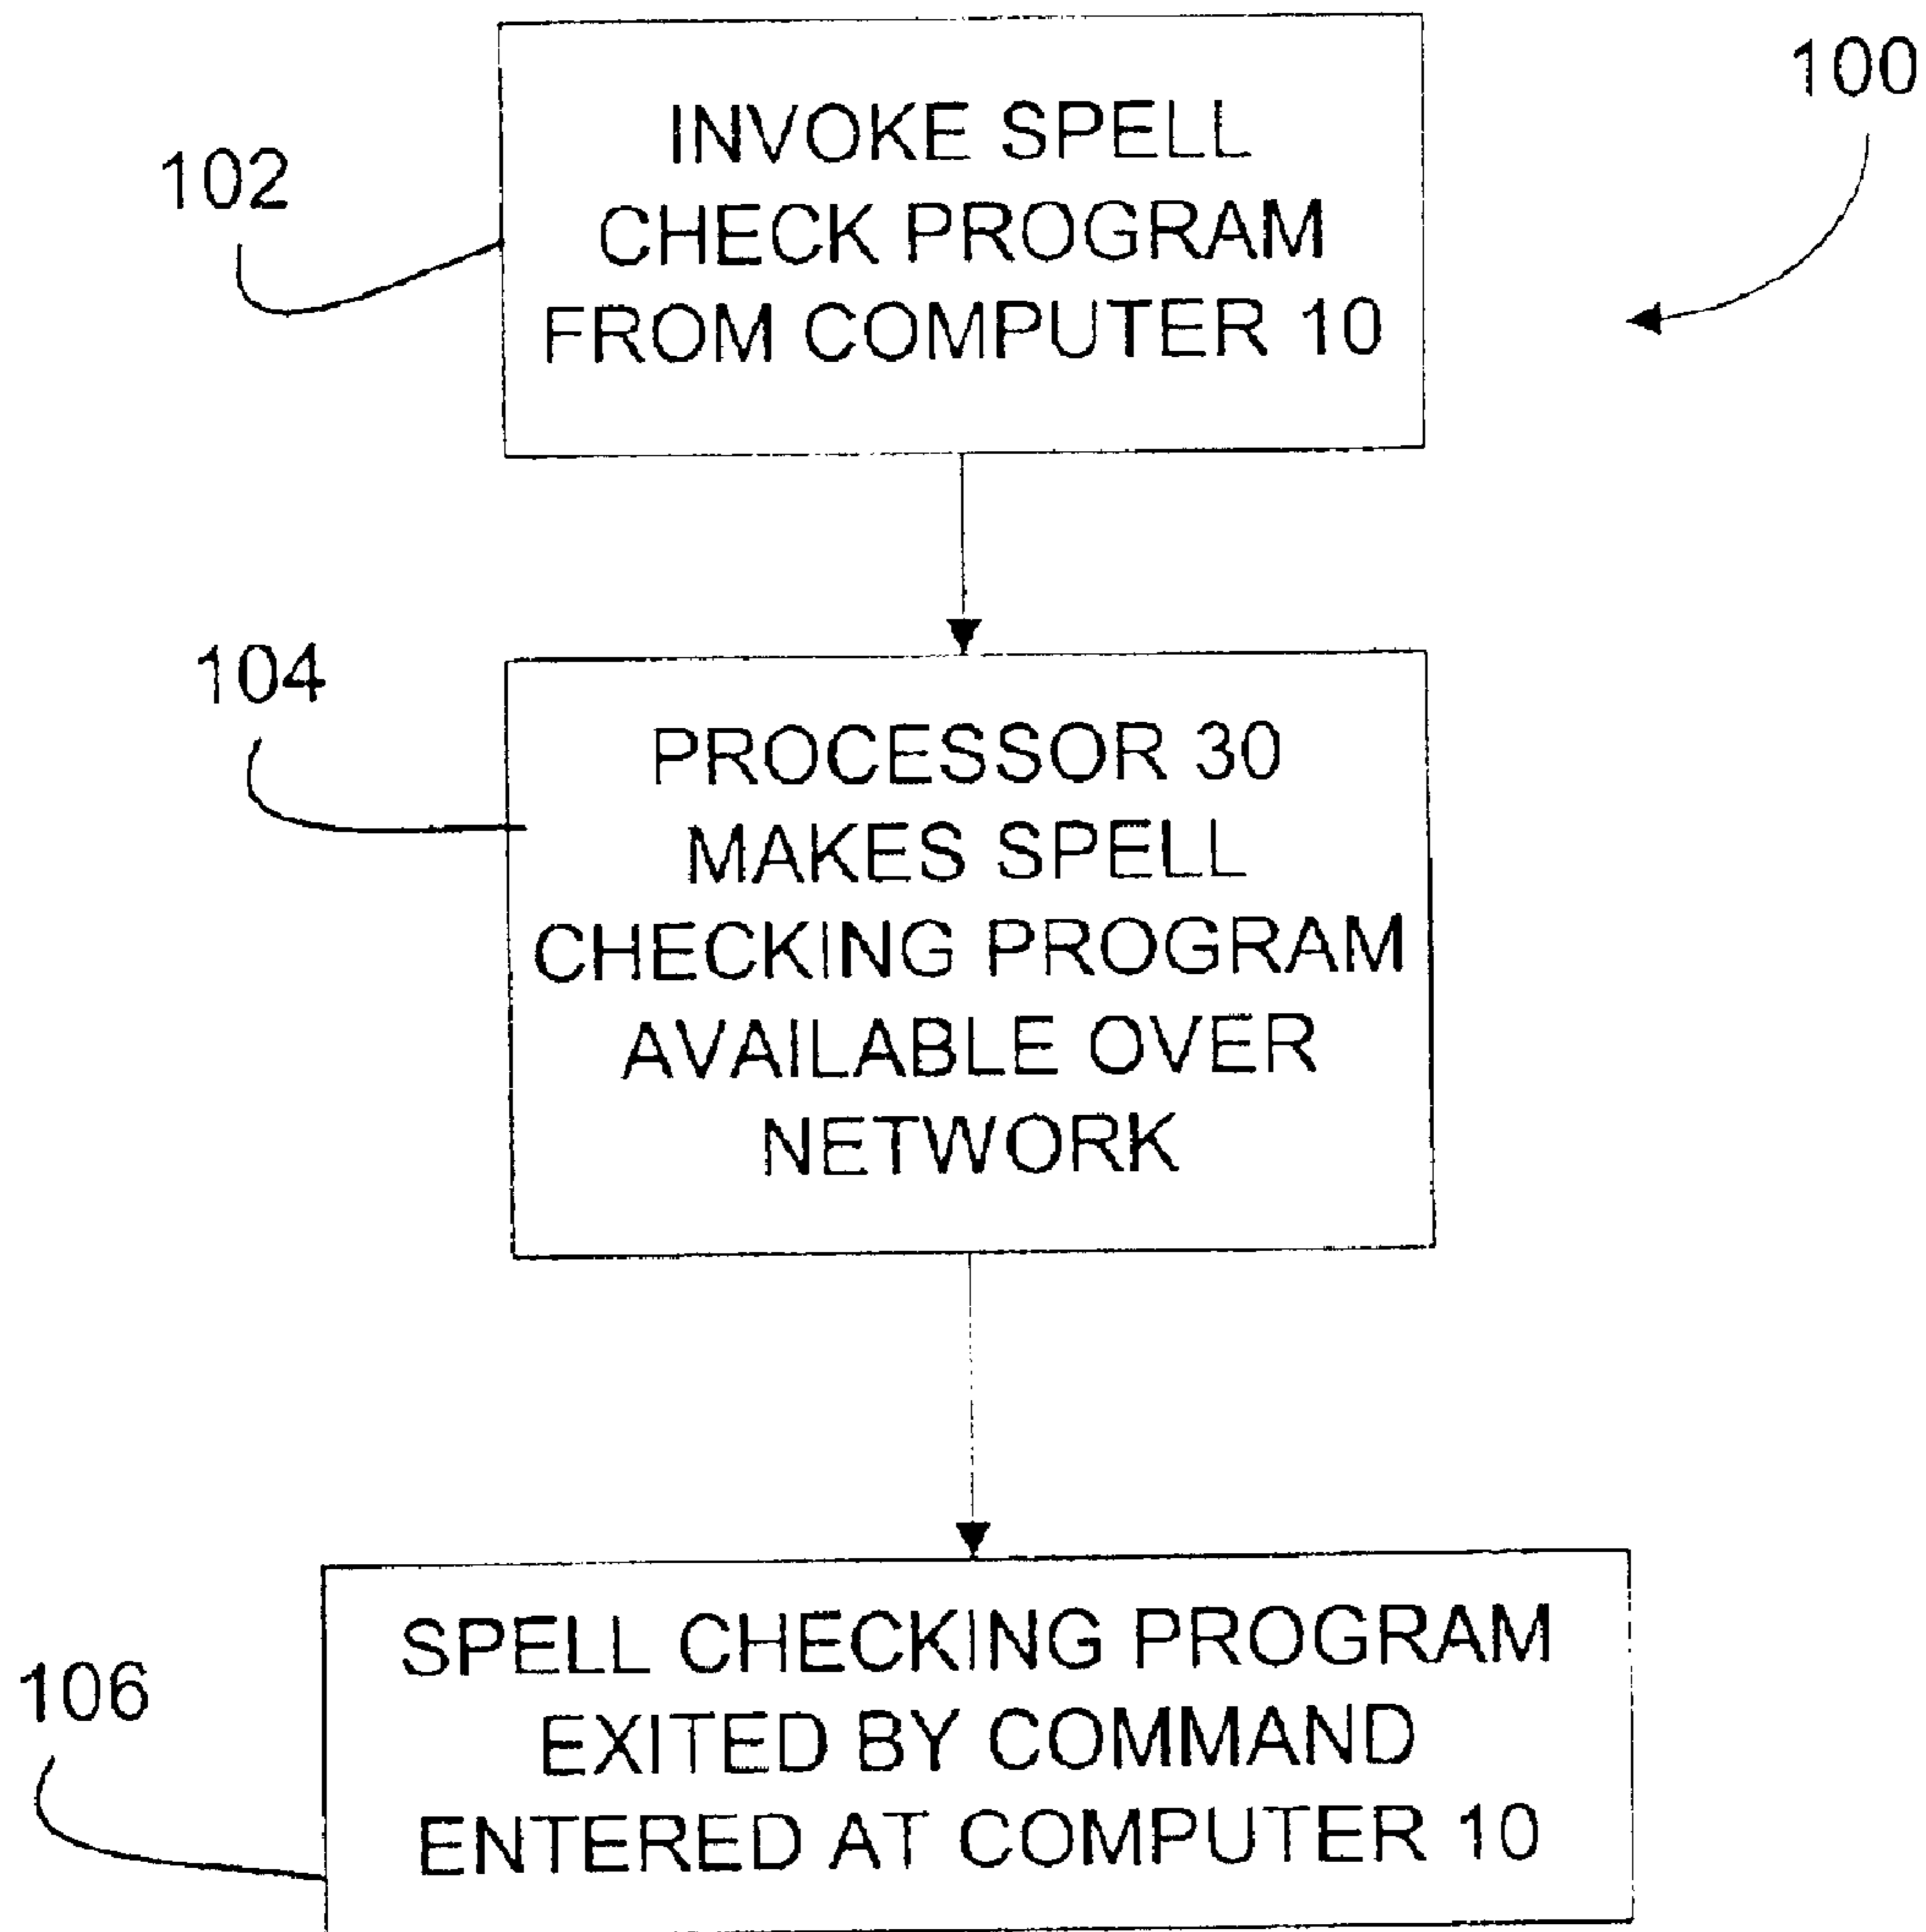 100
102
INVOKE SPELL
CHECK PROGRAM
FROM COMPUTER 10
104
PROCESSOR 30
MAKES SPELL
CHECKING PROGRAM
AVAILABLE OVER
NETWORK
106
SPELL CHECKING PROGRAM
EXITED BY COMMAND
ENTERED AT COMPUTER 10